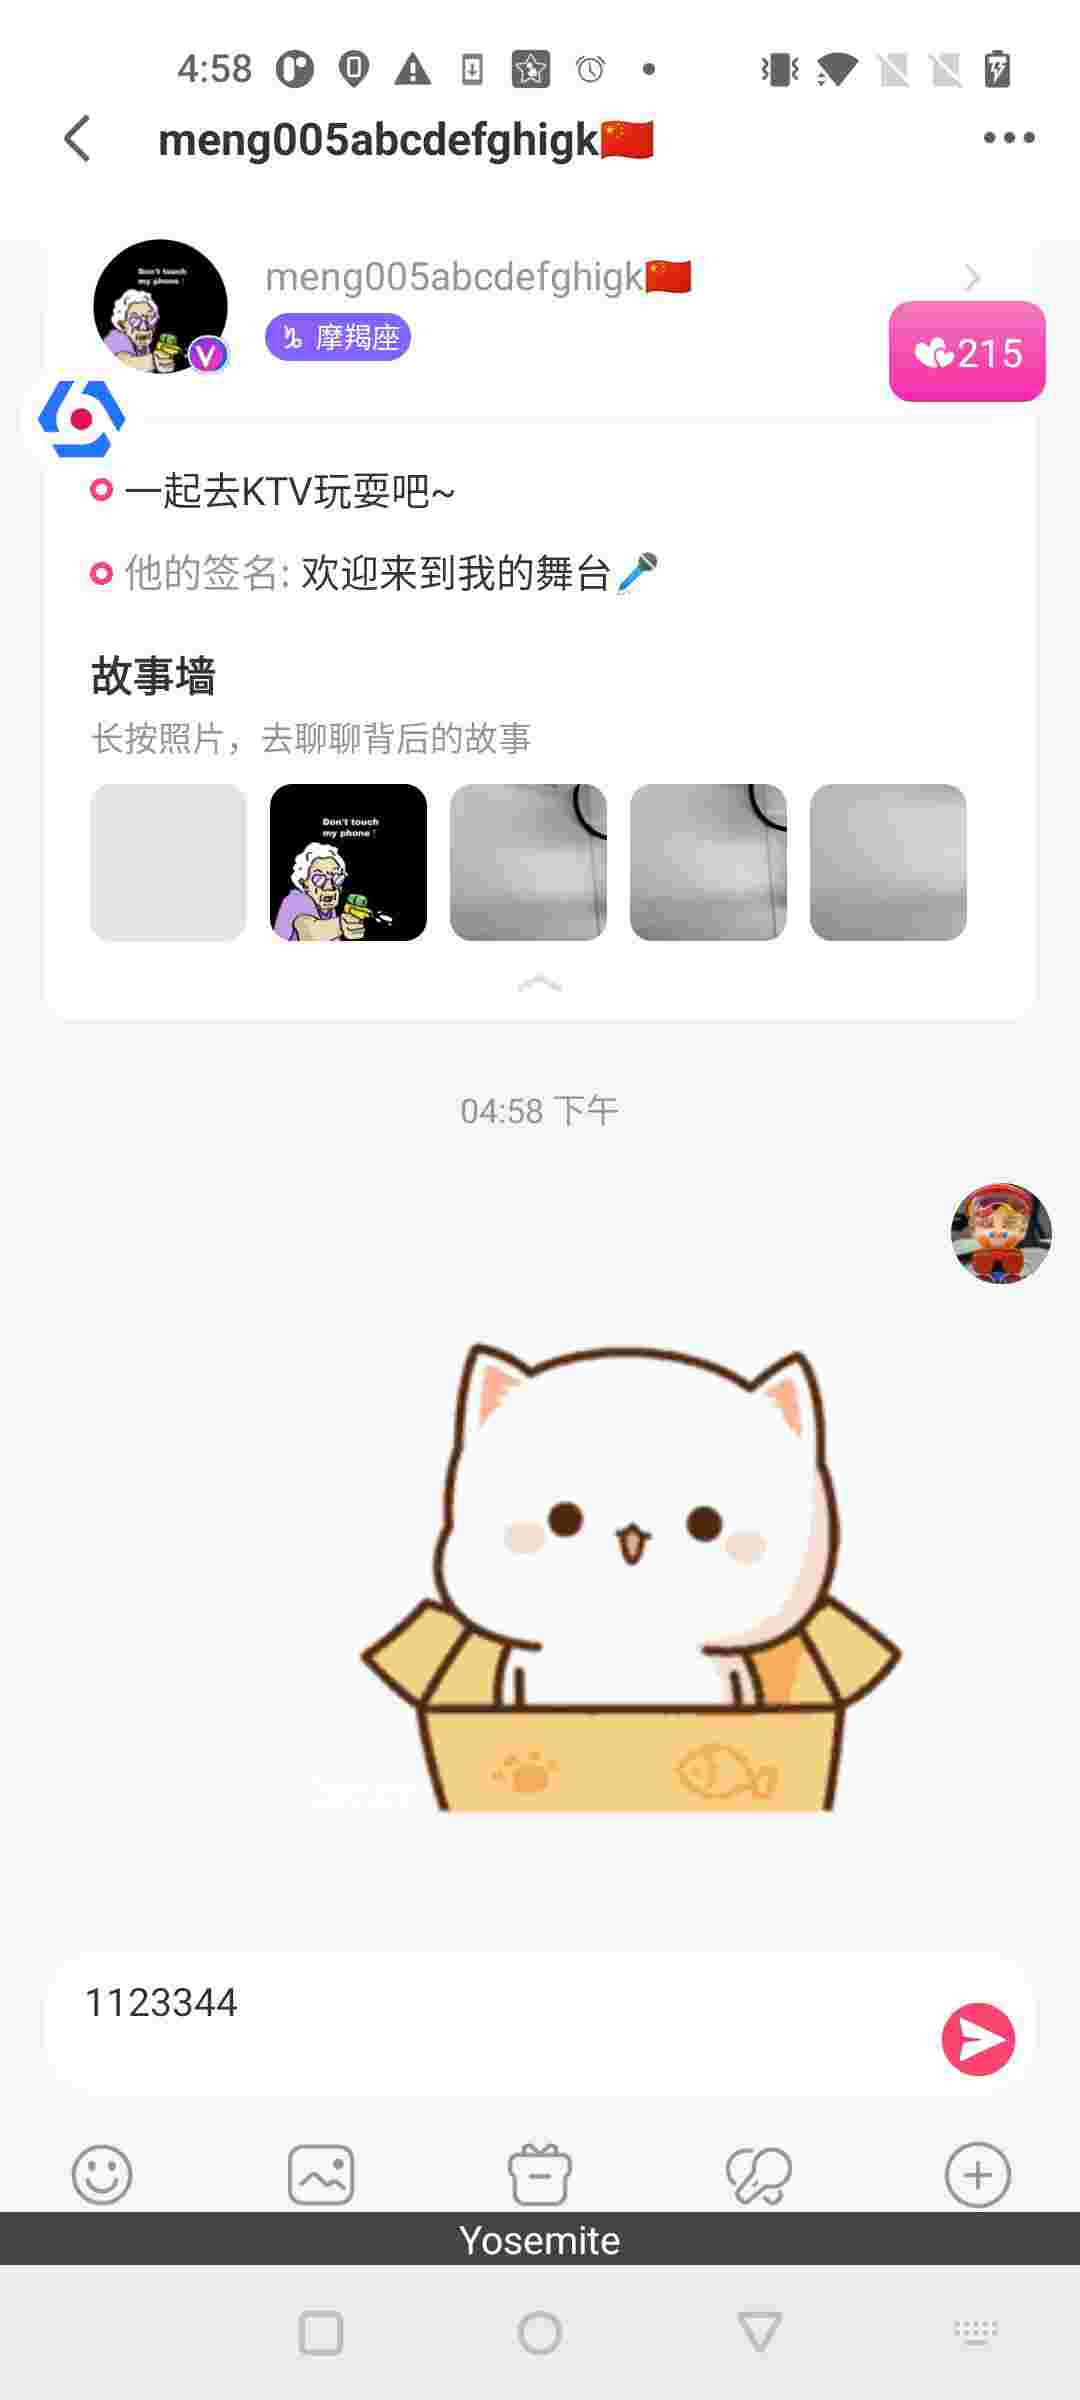 4:58
meng005abcdefghigk🇨🇳
Don't touch
my phone !
meng005abcdefghigk🇨🇳
V
摩羯座
215
一起去KTV玩耍吧~
他的签名: 欢迎来到我的舞台🎤
故事墙
长按照片，去聊聊背后的故事
Don't touch
my phone !
04:58 下午
1123344
Yosemite